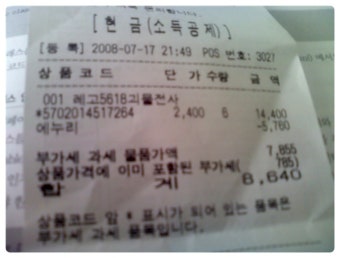 [ 현 금 (소득공제) ]
[등 록] 2008-07-17 21:49 POS 번호: 3027
상 품 코 드 단 가 수량 금 액
001 레고5618괴물전사
*5702014517264 2,400 6 14,400
에누리 -5,760
부가세 과세 물품가액 7,855
상품가격에 이미 포함된 부가세( 785)
합 계 8,640
상품코드 앞 * 표시가 되어 있는 품목은
부가세 과세 품목입니다.